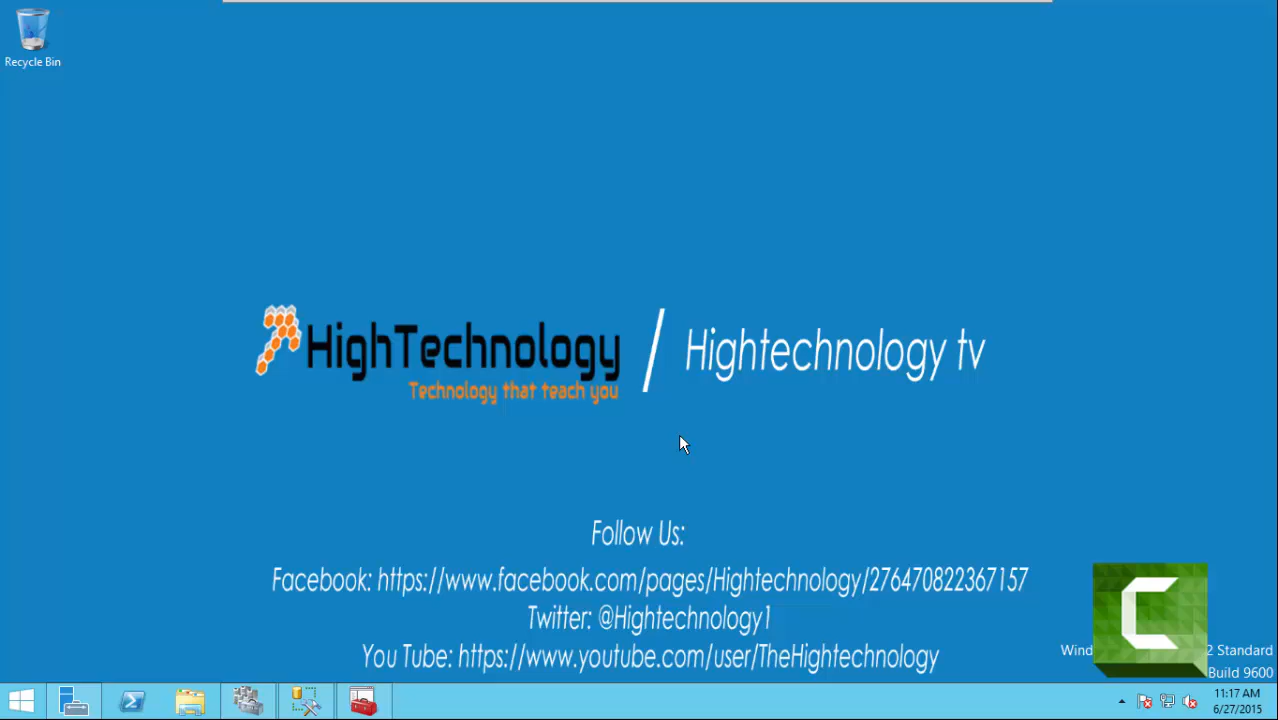 Recycle Bin
HighTechnology
Technology that teach you
/ Hightechnology tv
Follow Us:
Facebook: https://www.facebook.com/pages/Hightechnology/276470822367157
Twitter: @Hightechnology1
You Tube: https://www.youtube.com/user/TheHightechnology
Wind 2 Standard
Build 9600
11:17 AM
6/27/2015